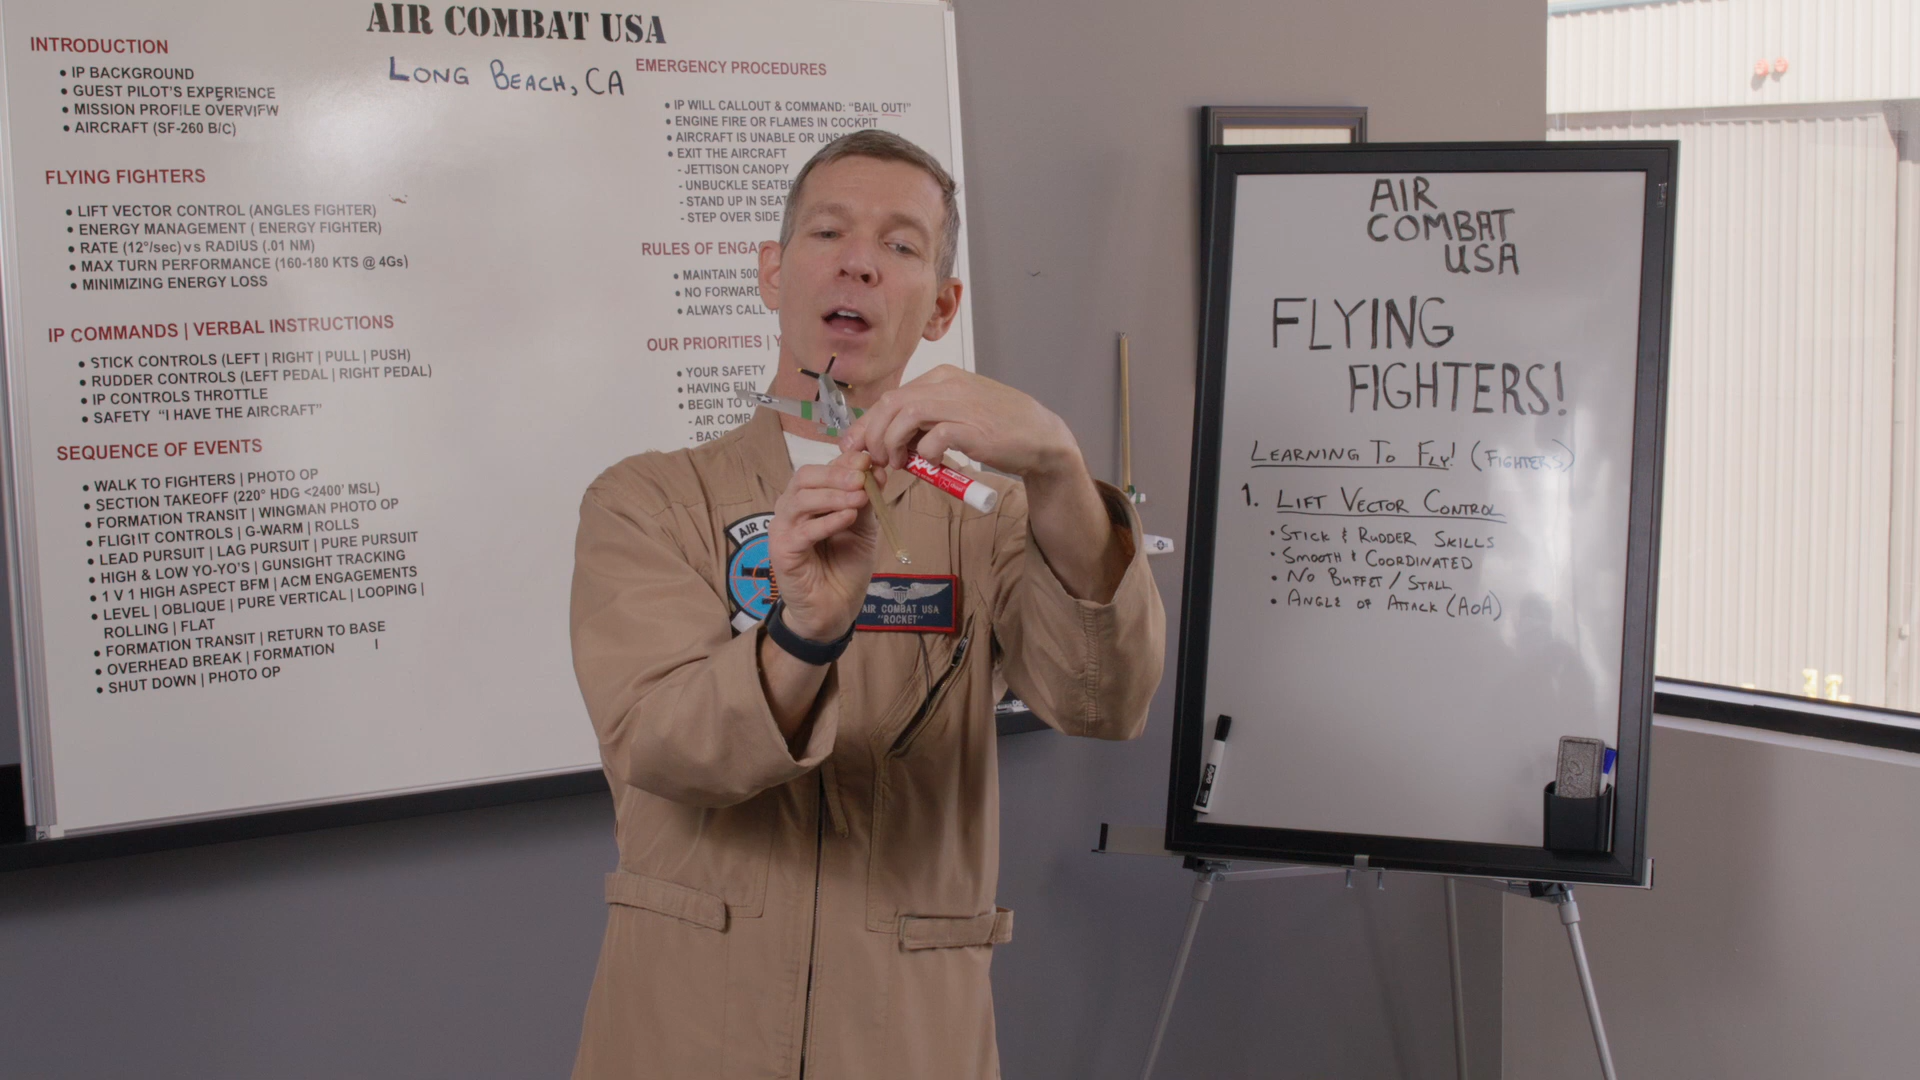 AIR COMBAT USA
LONG BEACH, CA
INTRODUCTION
• IP BACKGROUND
• GUEST PILOT'S EXPERIENCE
• MISSION PROFILE OVERVIEW
• AIRCRAFT (SF-260 B/C)
FLYING FIGHTERS
• LIFT VECTOR CONTROL (ANGLES FIGHTER)
• ENERGY MANAGEMENT ( ENERGY FIGHTER)
• RATE (12°/sec) vs RADIUS (.01 NM)
• MAX TURN PERFORMANCE (160-180 KTS @ 4Gs)
• MINIMIZING ENERGY LOSS
IP COMMANDS | VERBAL INSTRUCTIONS
• STICK CONTROLS (LEFT | RIGHT | PULL | PUSH)
• RUDDER CONTROLS (LEFT PEDAL | RIGHT PEDAL)
• IP CONTROLS THROTTLE
• SAFETY "I HAVE THE AIRCRAFT"
SEQUENCE OF EVENTS
• WALK TO FIGHTERS | PHOTO OP
• SECTION TAKEOFF (220° HDG <2400' MSL)
• FORMATION TRANSIT | WINGMAN PHOTO OP
• FLIGHT CONTROLS | G-WARM | ROLLS
• LEAD PURSUIT | LAG PURSUIT | PURE PURSUIT
• HIGH & LOW YO-YO'S | GUNSIGHT TRACKING
• 1 V 1 HIGH ASPECT BFM | ACM ENGAGEMENTS
• LEVEL | OBLIQUE | PURE VERTICAL | LOOPING |
ROLLING | FLAT
• FORMATION TRANSIT | RETURN TO BASE
• OVERHEAD BREAK | FORMATION |
• SHUT DOWN | PHOTO OP
EMERGENCY PROCEDURES
• IP WILL CALLOUT & COMMAND: "BAIL OUT!"
• ENGINE FIRE OR FLAMES IN COCKPIT
• AIRCRAFT IS UNABLE OR
• EXIT THE AIRCRAFT
- JETTISON CANOPY
- UNBUCKLE
- STAND UP IN
- STEP OVER SIDE
RULES OF
• MAINTAIN 500
• NO FORWARD
• ALWAYS CALL
OUR PRIORITIES |
• YOUR SAFETY
• HAVING FUN
• BEGIN TO
- AIR
AIR
EXPO
AIR COMBAT USA
"ROCKET"
AIR
COMBAT
USA
FLYING
FIGHTERS!
LEARNING TO FLY! (FIGHTERS)
1. LIFT VECTOR CONTROL
• STICK & RUDDER SKILLS
• SMOOTH & COORDINATED
• NO BUFFET / STALL
• ANGLE OF ATTACK (AoA)
EXPO